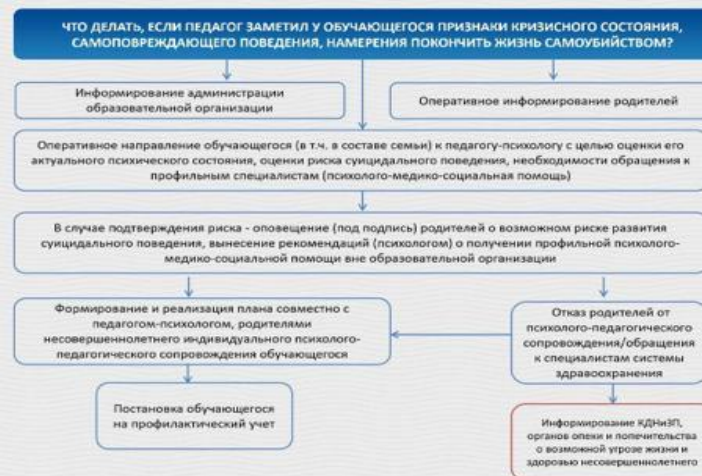 ЧТО ДЕЛАТЬ, ЕСЛИ ПЕДАГОГ ЗАМЕТИЛ У ОБУЧАЮЩЕГОСЯ ПРИЗНАКИ КРИЗИСНОГО СОСТОЯНИЯ,
САМОПОВРЕЖДАЮЩЕГО ПОВЕДЕНИЯ, НАМЕРЕНИЯ ПОКОНЧИТЬ ЖИЗНЬ САМОУБИЙСТВОМ?
Информирование администрации
образовательной организации
Оперативное информирование родителей
Оперативное направление обучающегося (в т.ч. в составе семьи) к педагогу-психологу с целью оценки его
актуального психического состояния, оценки риска суицидального поведения, необходимости обращения к
профильным специалистам (психолого-медико-социальная помощь)
В случае подтверждения риска - оповещение (под подпись) родителей о возможном риске развития
суицидального поведения, вынесение рекомендаций (психологом) о получении профильной психолого-
медико-социальной помощи вне образовательной организации
Формирование и реализация плана совместно с
педагогом-психологом, родителями
несовершеннолетнего индивидуального психолого-
педагогического сопровождения обучающегося
Отказ родителей от
психолого-педагогического
сопровождения/обращения
к специалистам системы
здравоохранения
Постановка обучающегося
на профилактический учет
Информирование КДНиЗП,
органов опеки и попечительства
о возможной угрозе жизни и
здоровью несовершеннолетнего